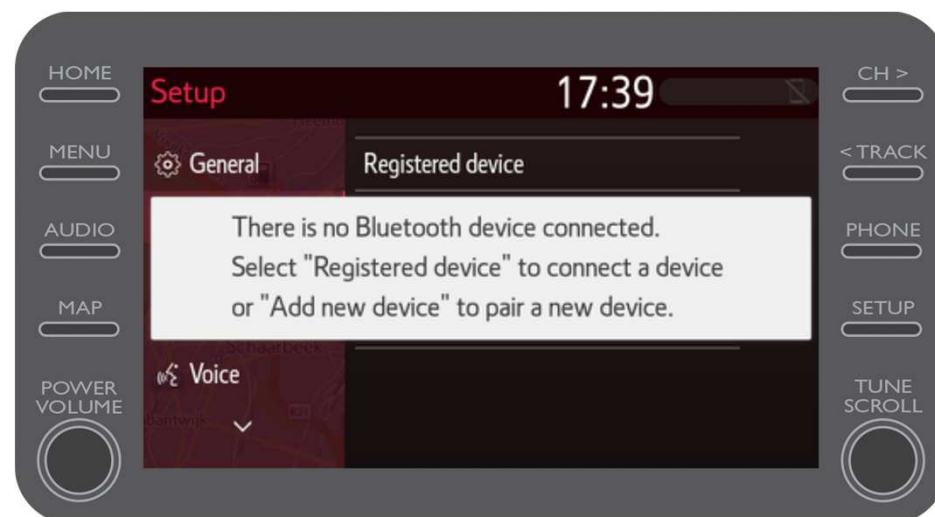 HOME
CH >
Setup
17:39
MENU
General
Registered device
< TRACK
AUDIO
There is no Bluetooth device connected.
Select "Registered device" to connect a device
or "Add new device" to pair a new device.
PHONE
MAP
SETUP
Schaarbeek
Voice
POWER
VOLUME
TUNE
SCROLL